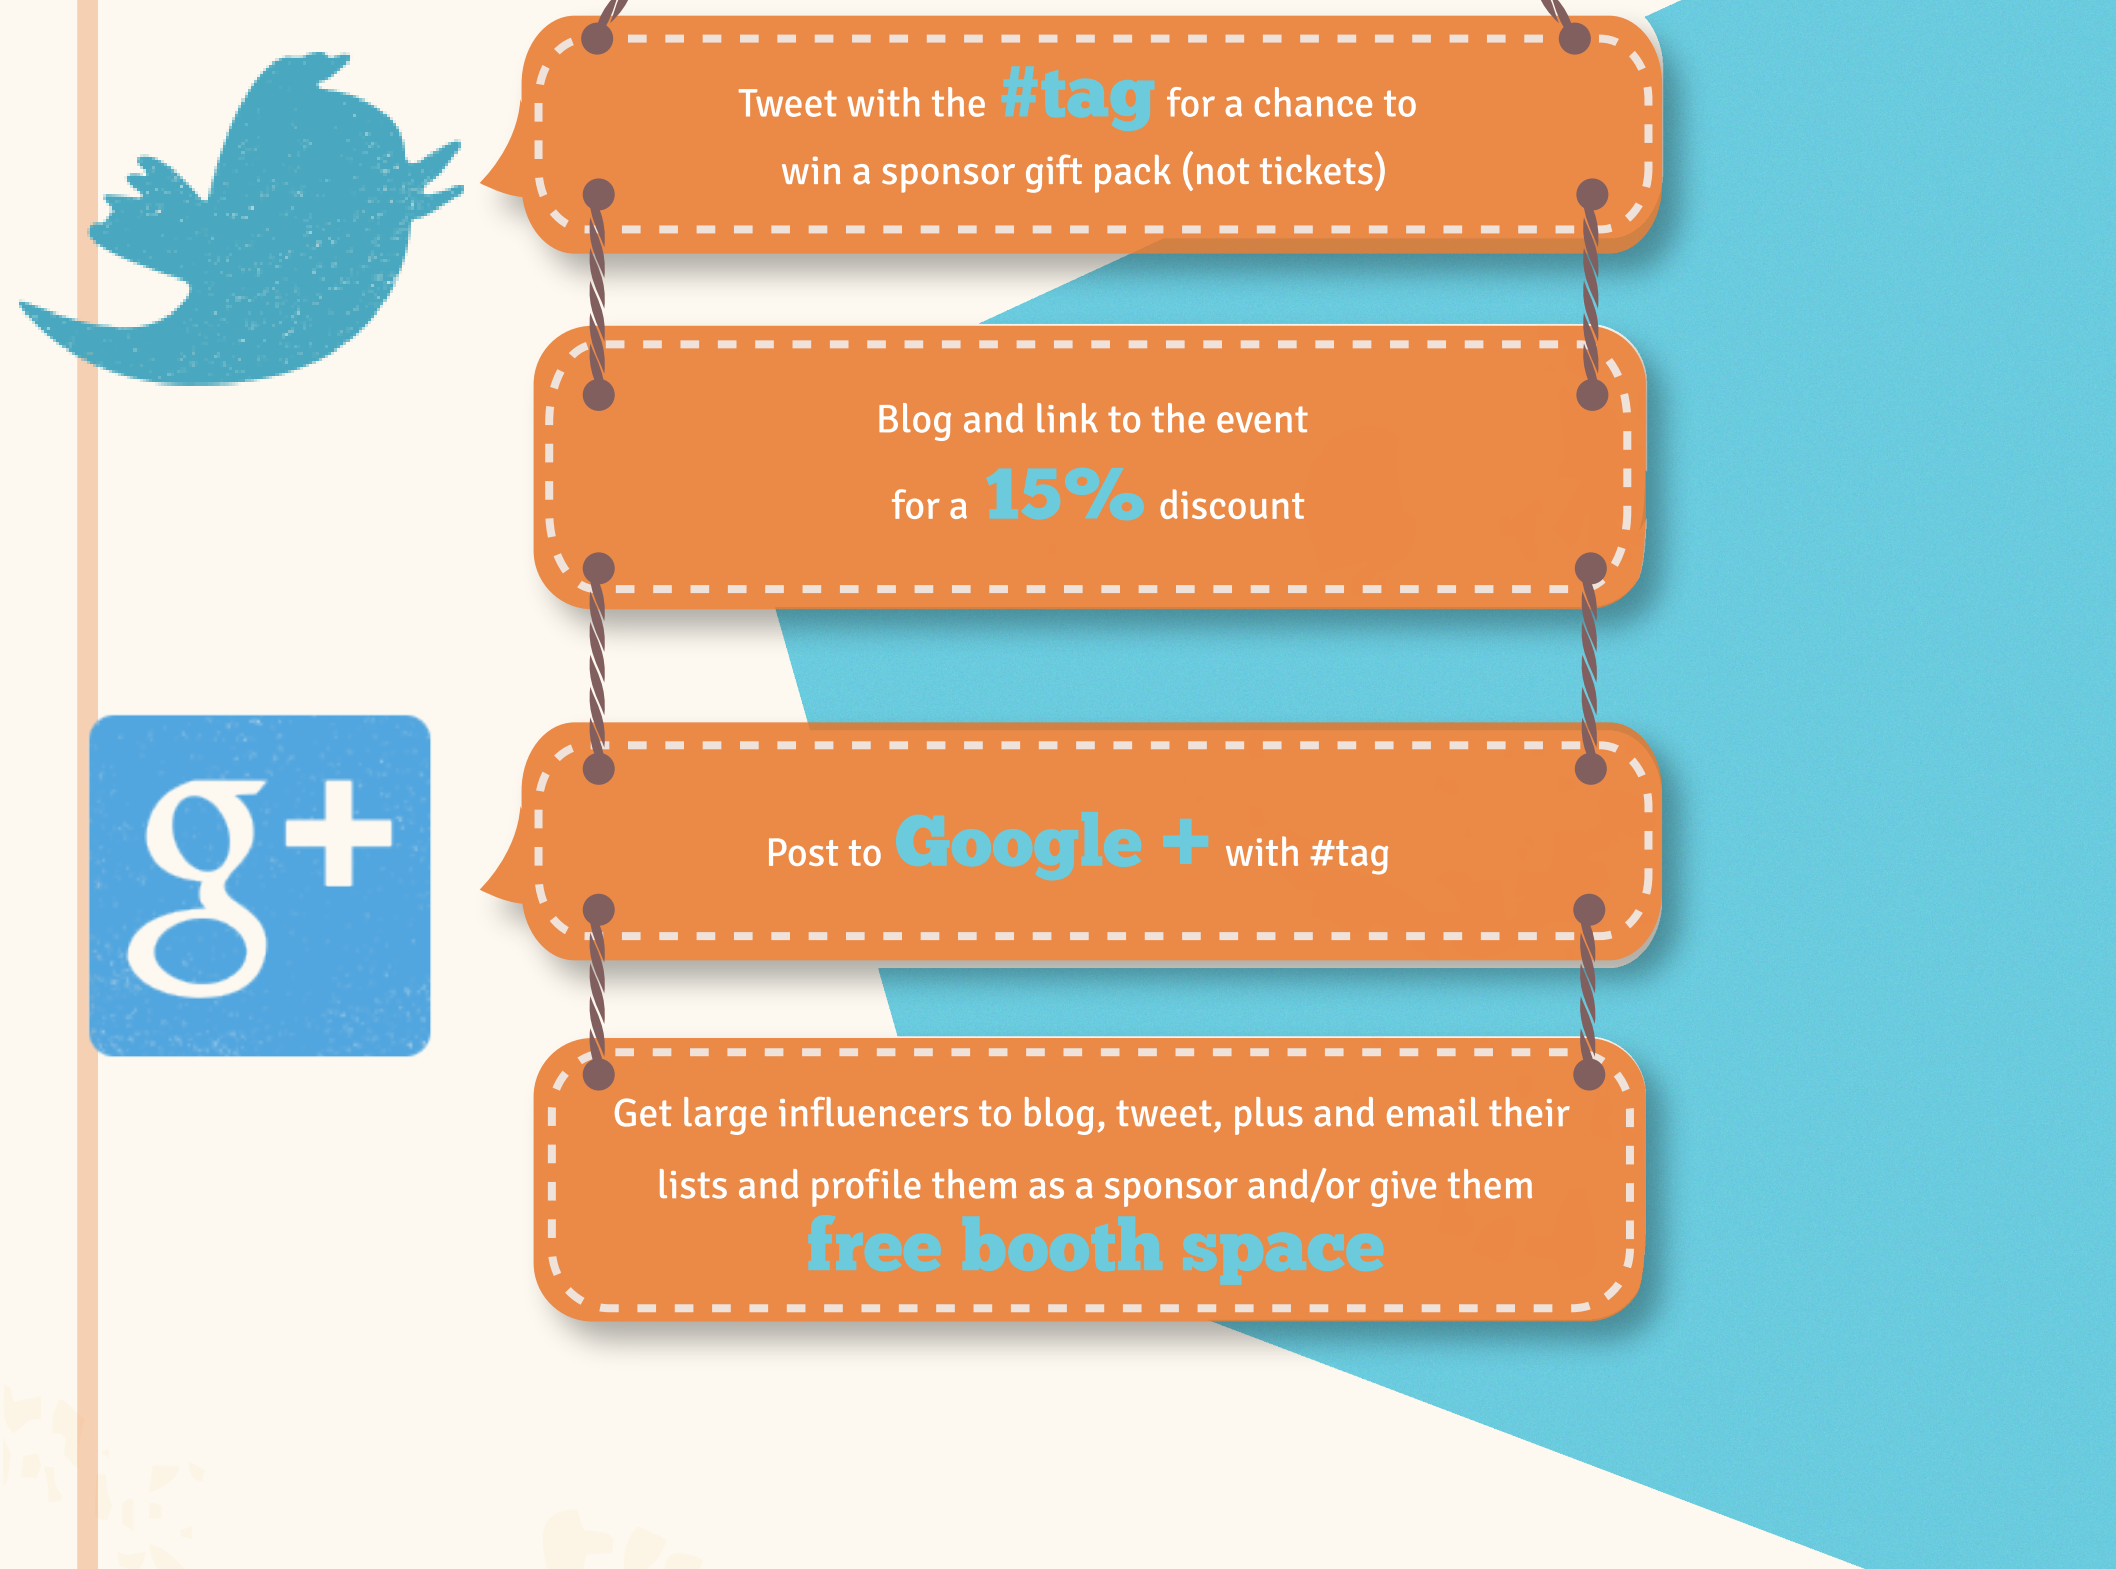 Tweet with the #tag for a chance to
win a sponsor gift pack (not tickets)
Blog and link to the event
for a 15% discount
g+
Post to Google + with #tag
Get large influencers to blog, tweet, plus and email their
lists and profile them as a sponsor and/or give them
free booth space